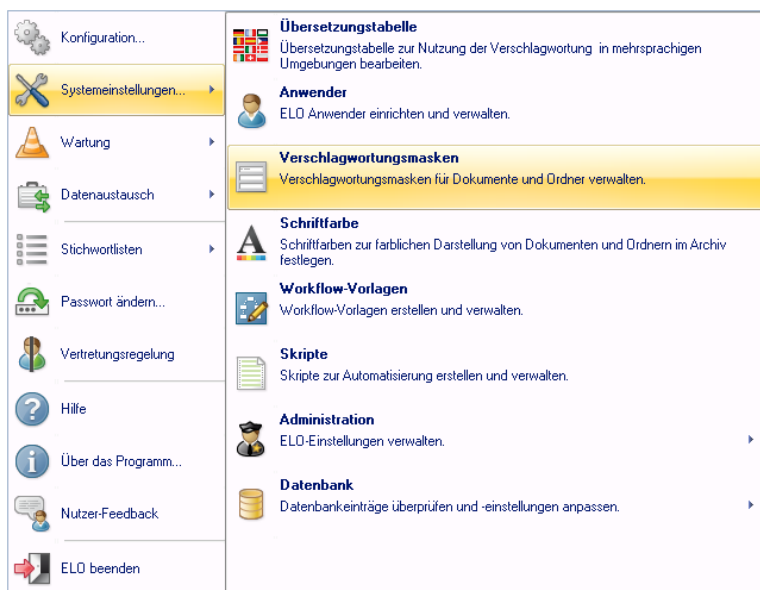 Konfiguration...
Systemeinstellungen...
Wartung
Datenaustausch
Stichwortlisten
Passwort ändern...
Vertretungsregelung
Hilfe
Über das Programm...
Nutzer-Feedback
ELO beenden
Übersetzungstabelle
Übersetzungstabelle zur Nutzung der Verschlagwortung in mehrsprachigen
Umgebungen bearbeiten.
Anwender
ELO Anwender einrichten und verwalten.
Verschlagwortungsmasken
Verschlagwortungsmasken für Dokumente und Ordner verwalten.
A
Schriftfarbe
Schriftfarben zur farblichen Darstellung von Dokumenten und Ordnern im Archiv
festlegen.
Workflow-Vorlagen
Workflow-Vorlagen erstellen und verwalten.
Skripte
Skripte zur Automatisierung erstellen und verwalten.
Administration
ELO-Einstellungen verwalten.
Datenbank
Datenbankeinträge überprüfen und -einstellungen anpassen.